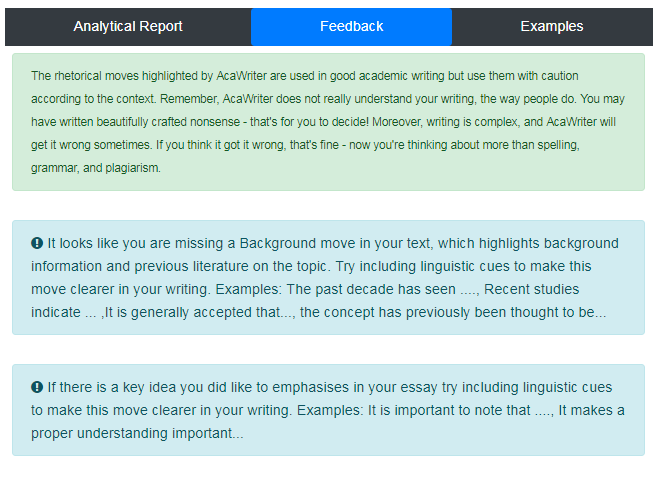 Analytical Report Feedback Examples
The rhetorical moves highlighted by AcaWriter are used in good academic writing but use them with caution
according to the context. Remember, AcaWriter does not really understand your writing, the way people do. You may
have written beautifully crafted nonsense - that's for you to decide! Moreover, writing is complex, and AcaWriter will
get it wrong sometimes. If you think it got it wrong, that's fine - now you're thinking about more than spelling,
grammar, and plagiarism.
It looks like you are missing a Background move in your text, which highlights background
information and previous literature on the topic. Try including linguistic cues to make this
move clearer in your writing. Examples: The past decade has seen ...., Recent studies
indicate ... ,It is generally accepted that..., the concept has previously been thought to be...
If there is a key idea you did like to emphasises in your essay try including linguistic cues
to make this move clearer in your writing. Examples: It is important to note that ...., It makes a
proper understanding important...